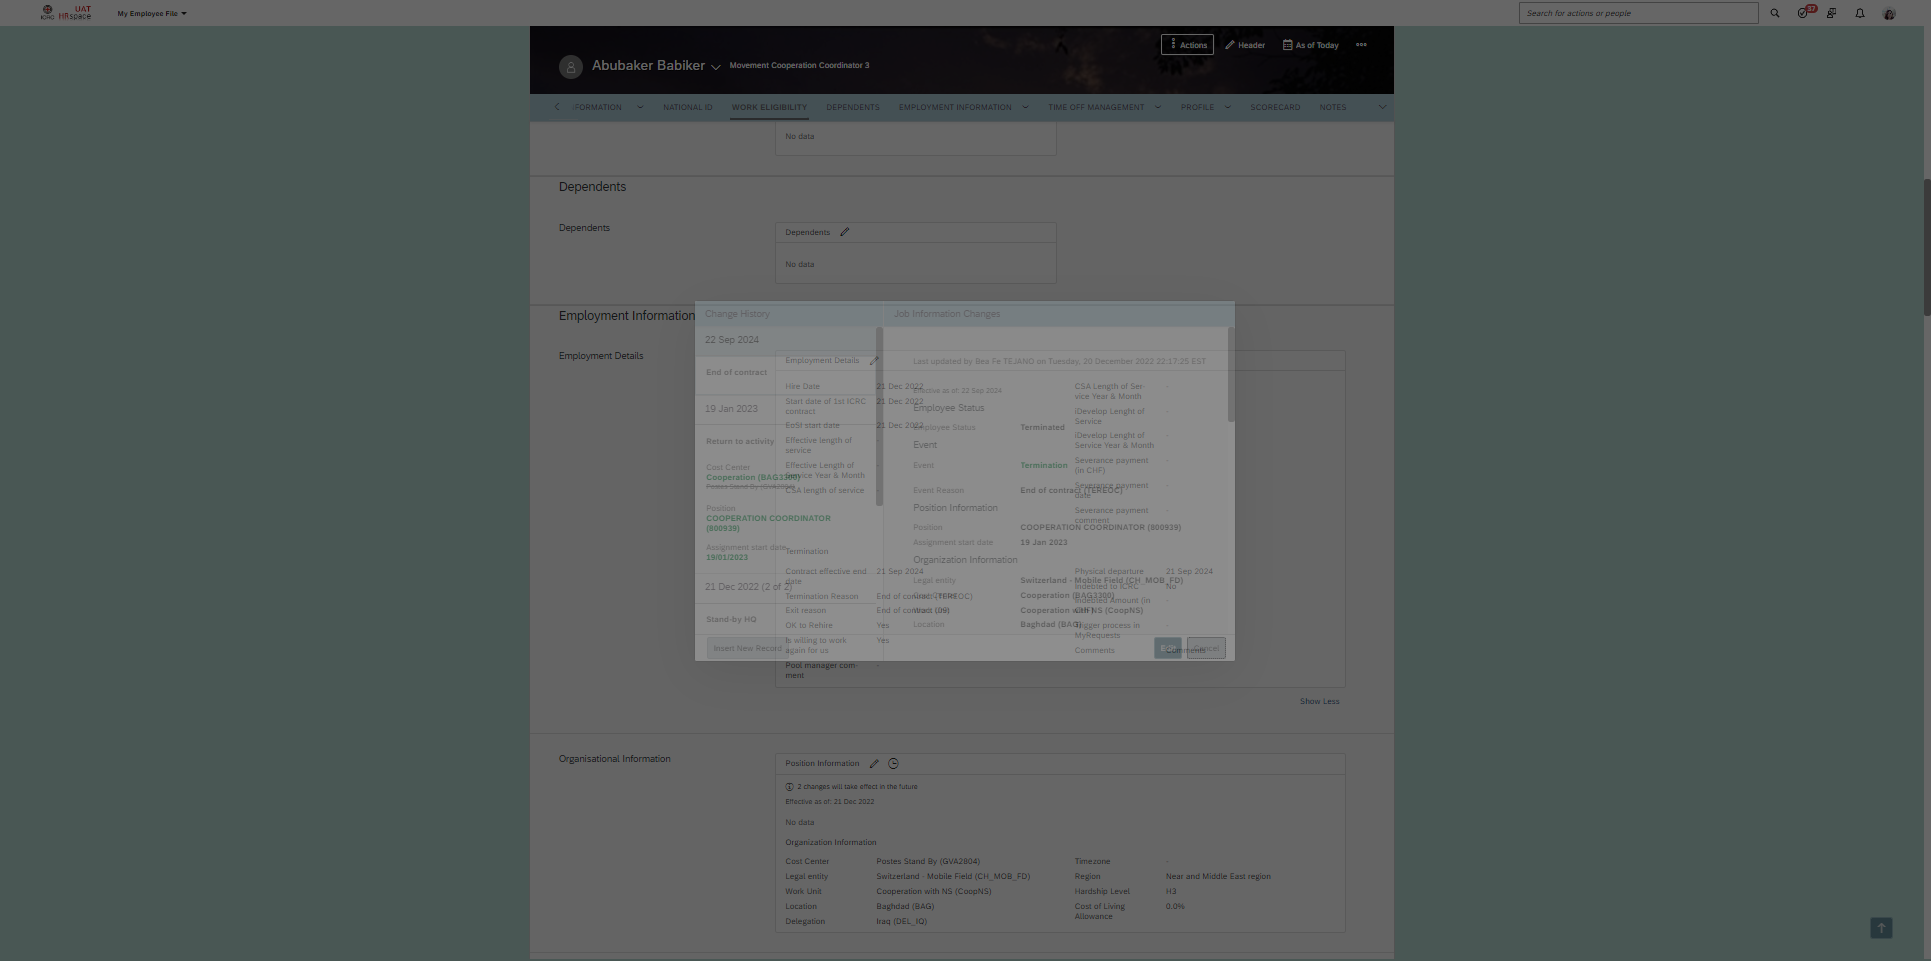 ICRC UAT HRspace
My Employee File
Search for actions or people
37
Actions
Header
As of Today
Abubaker Babiker
Movement Cooperation Coordinator 3
FORMATION
NATIONAL ID
WORK ELIGIBILITY
DEPENDENTS
EMPLOYMENT INFORMATION
TIME OFF MANAGEMENT
PROFILE
SCORECARD
NOTES
No data
Dependents
Dependents
Dependents
No data
Employment Information
Employment Details
Change History
22 Sep 2024
End of contract
19 Jan 2023
Return to activity
Cost Center
Cooperation (BAG3300)
Postes Stand By (GVA2804)
Position
COOPERATION COORDINATOR
(800939)
Assignment start date
19/01/2023
21 Dec 2022 (2 of 2)
Stand-by HQ
Insert New Record
Job Information Changes
Last updated by Bea Fe TEJANO on Tuesday, 20 December 2022 22:17:25 EST
Effective as of: 22 Sep 2024
Employee Status
Employee Status Terminated
Event
Event Termination
Event Reason End of contract (TEREOC)
Position Information
Position COOPERATION COORDINATOR (800939)
Assignment start date 19 Jan 2023
Organization Information
Legal entity Switzerland - Mobile Field (CH_MOB_FD)
Cooperation (BAG3300)
Cooperation with NS (CoopNS)
Location Baghdad (BAG)
Cancel
Employment Details
Hire Date 21 Dec 2022
Start date of 1st ICRC
contract
21 Dec 2022
EoSI start date 21 Dec 2022
Effective length of
service
-
Effective Length of
Service Year & Month
CSA length of service -
CSA Length of Ser-
vice Year & Month
-
iDevelop Lenght of
Service
-
iDevelop Lenght of
Service Year & Month
-
Severance payment
(in CHF)
-
Severance payment
date
-
Severance payment
comment
-
Termination
Contract effective end
date
21 Sep 2024
Termination Reason End of contract (TEREOC)
Exit reason End of contract (09)
OK to Rehire Yes
Is willing to work
again for us
Yes
Pool manager com-
ment
-
Physical departure 21 Sep 2024
Indebted to ICRC No
Indebted Amount (in
CHF)
-
Trigger process in
MyRequests
-
Comments Comments
Show Less
Organisational Information
Position Information
2 changes will take effect in the future
Effective as of: 21 Dec 2022
No data
Organization Information
Cost Center Postes Stand By (GVA2804)
Legal entity Switzerland - Mobile Field (CH_MOB_FD)
Work Unit Cooperation with NS (CoopNS)
Location Baghdad (BAG)
Delegation Iraq (DEL_IQ)
Timezone -
Region Near and Middle East region
Hardship Level H3
Cost of Living
Allowance
0.0%